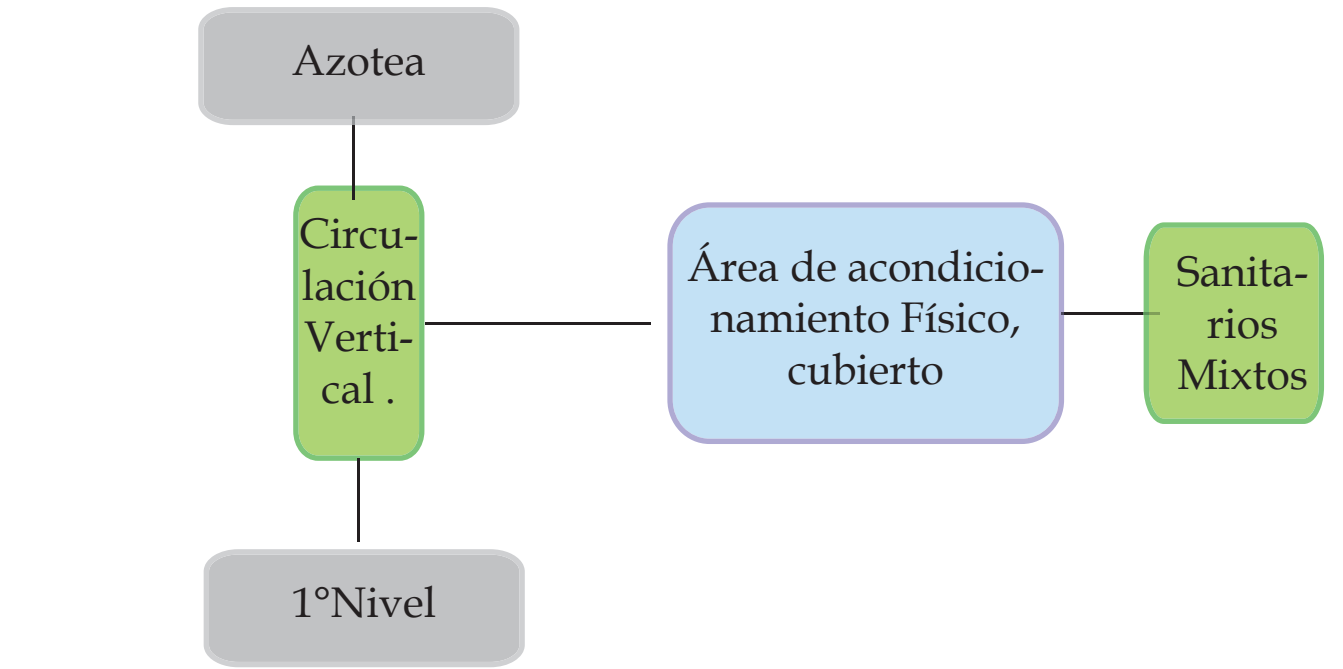 Azotea
Circu-
lación
Verti-
cal .
Área de acondicio-
namiento Físico,
cubierto
Sanita-
rios
Mixtos
1°Nivel